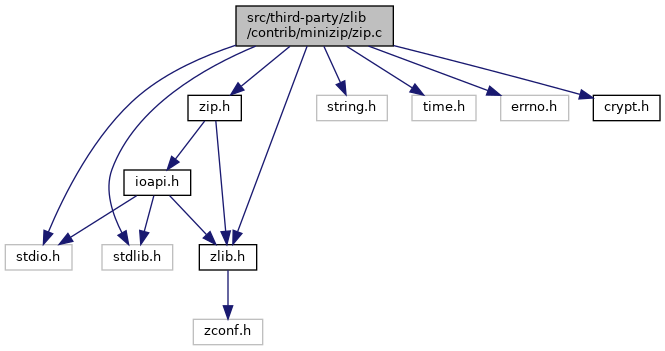 src/third-party/zlib
/contrib/minizip/zip.c
zip.h
string.h
time.h
errno.h
crypt.h
ioapi.h
stdio.h
stdlib.h
zlib.h
zconf.h